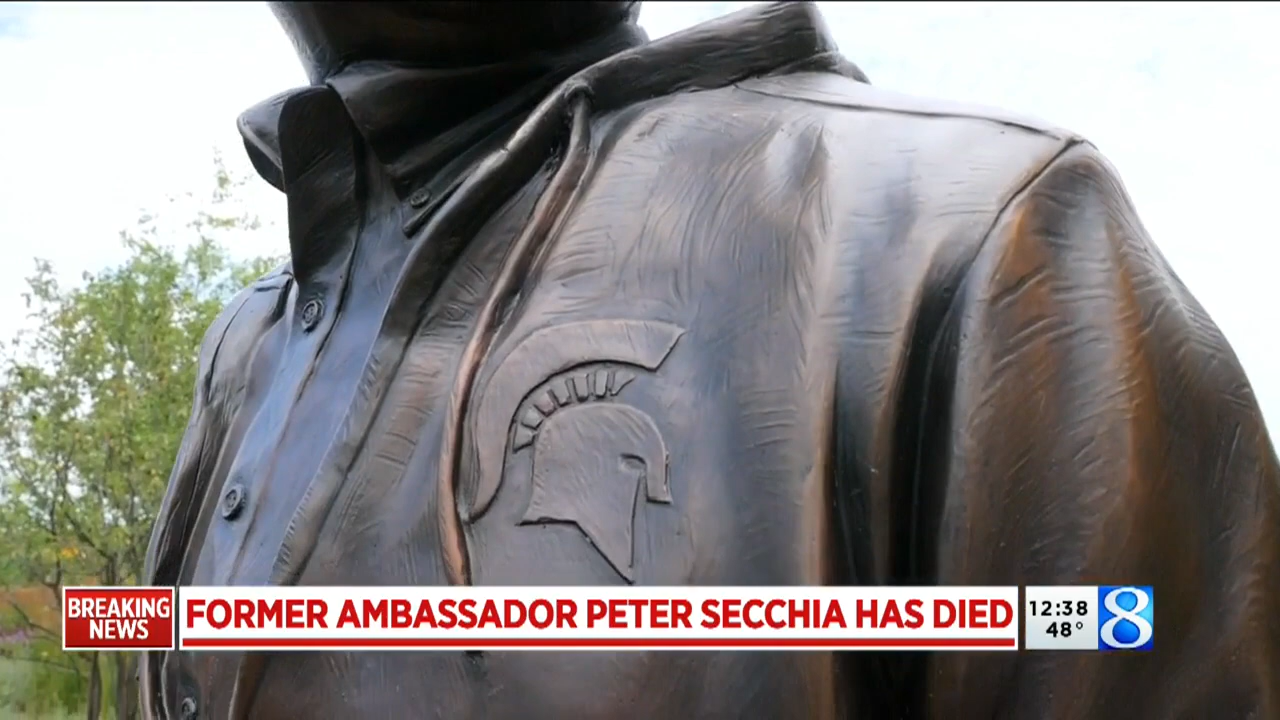 BREAKING
NEWS
FORMER AMBASSADOR PETER SECCHIA HAS DIED
12:38
48°
8